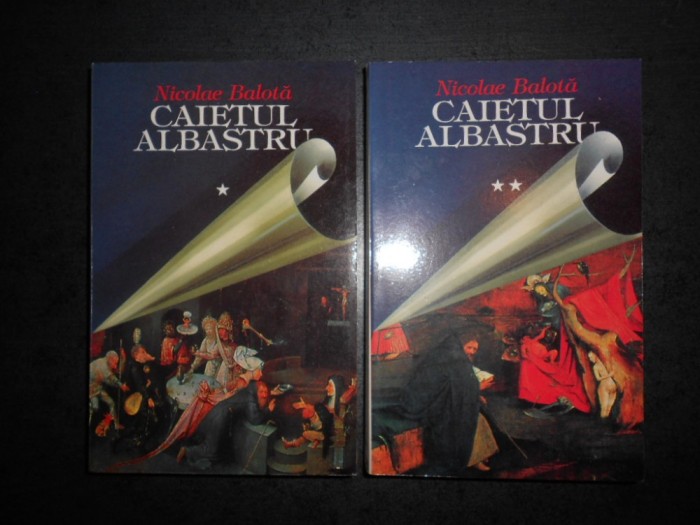 Nicolae Balotă
CAIETUL
ALBASTRU
*
Nicolae Balotă
CAIETUL
ALBASTRU
**